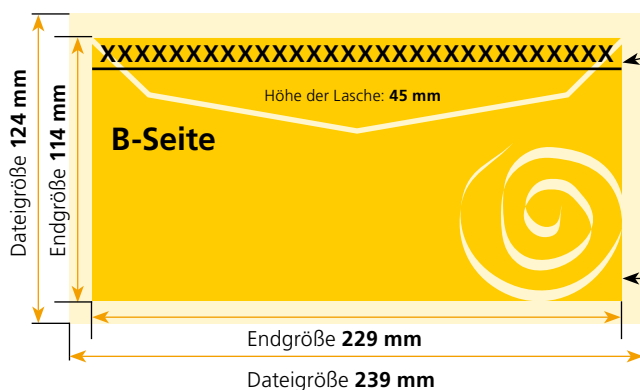 XXXXXXXXXXXXXXXXXXXXXXXXXXXXXX
Höhe der Lasche: 45 mm
B-Seite
Dateigröße 124 mm
Endgröße 114 mm
Endgröße 229 mm
Dateigröße 239 mm